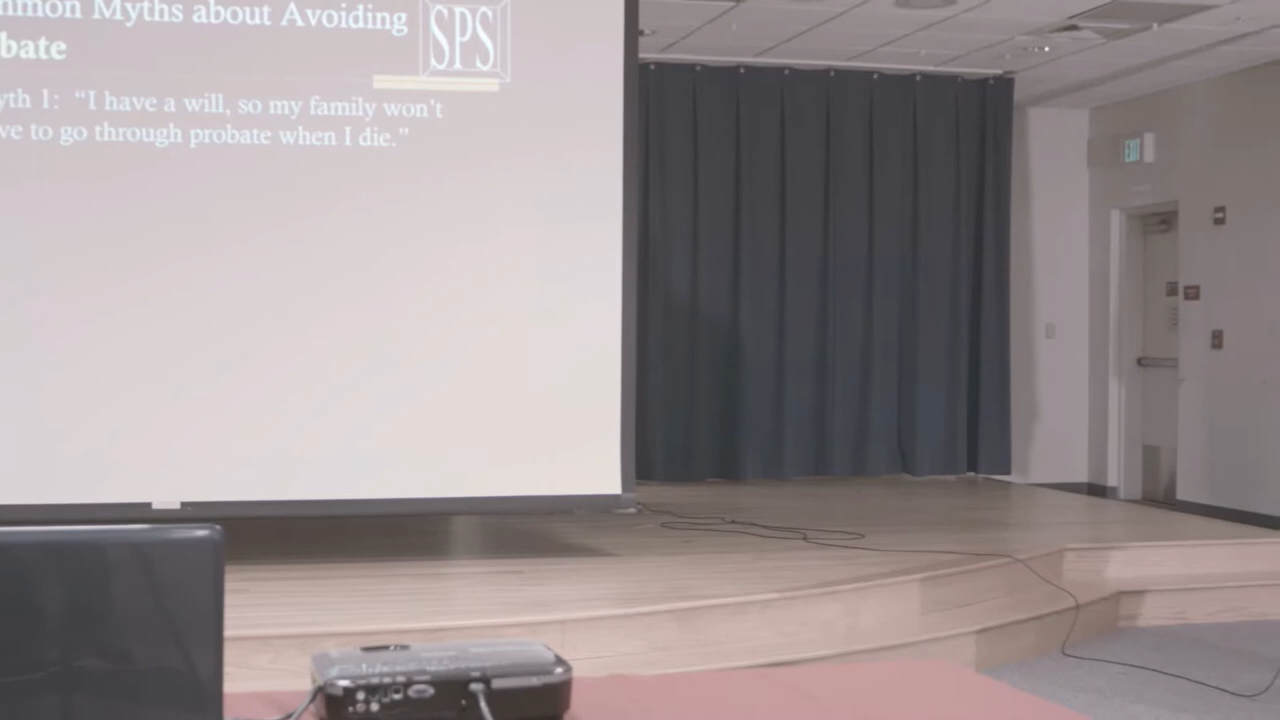 mmon Myths about Avoiding
bate
SPS
yth 1: “I have a will, so my family won't
ve to go through probate when I die.”
EXIT